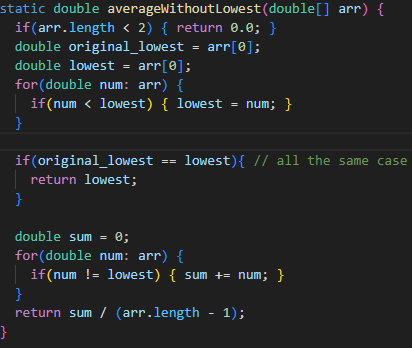 static double averageWithoutLowest(double[] arr) {
  if(arr.length < 2) { return 0.0; }
  double original_lowest = arr[0];
  double lowest = arr[0];
  for(double num: arr) {
    if(num < lowest) { lowest = num; }
  }

  if(original_lowest == lowest){ // all the same case
    return lowest;
  }

  double sum = 0;
  for(double num: arr) {
    if(num != lowest) { sum += num; }
  }
  return sum / (arr.length - 1);
}